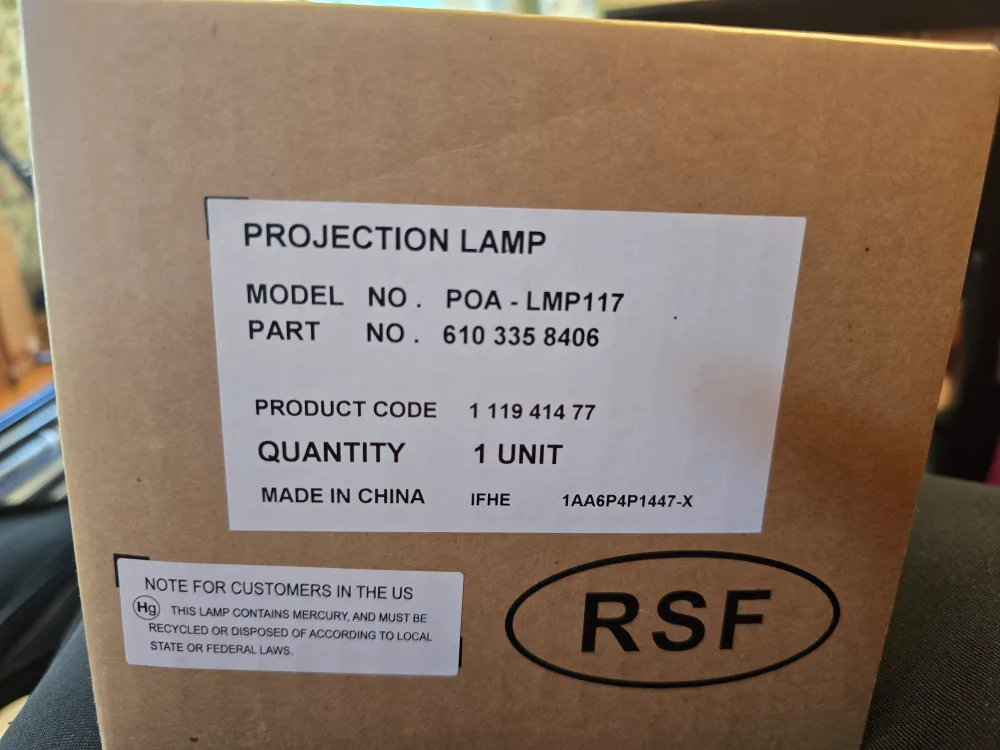 PROJECTION LAMP
MODEL NO. POA - LMP117
PART NO. 610 335 8406
PRODUCT CODE 1 119 414 77
QUANTITY 1 UNIT
MADE IN CHINA IFHE 1AA6P4P1447-X
NOTE FOR CUSTOMERS IN THE US
Hg THIS LAMP CONTAINS MERCURY, AND MUST BE
RECYCLED OR DISPOSED OF ACCORDING TO LOCAL
STATE OR FEDERAL LAWS.
RSF